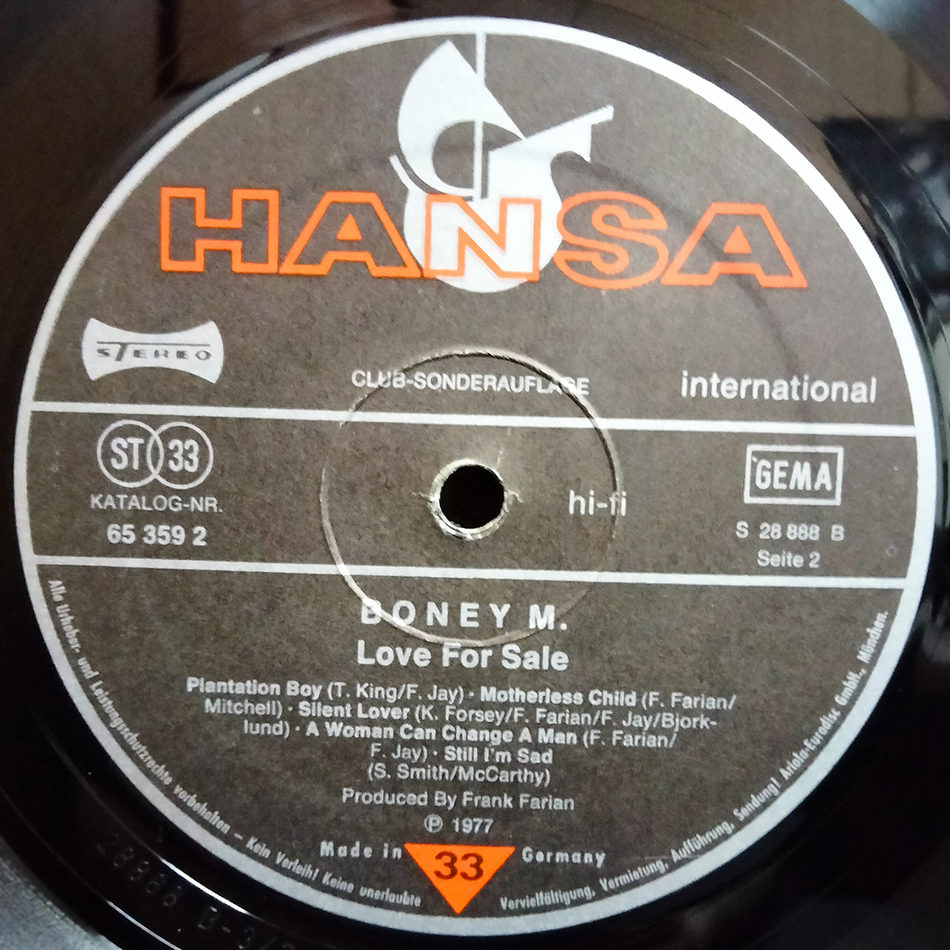 HANSA
STEREO
CLUB-SONDERAUFLAGE
international
ST 33
KATALOG-NR.
65 359 2
hi-fi
GEMA
S 28 888 B
Seite 2
BONEY M.
Love For Sale
Plantation Boy (T. King/F. Jay) · Motherless Child (F. Farian/
Mitchell) · Silent Lover (K. Forsey/F. Farian/F. Jay/Bjork-
lund) · A Woman Can Change A Man (F. Farian/
F. Jay) · Still I'm Sad
(S. Smith/McCarthy)
Produced By Frank Farian
℗ 1977
Made in 33 Germany
Alle Urheber- und Leistungsschutzrechte vorbehalten – Kein Verleih! Keine unerlaubte Vervielfältigung, Vermietung, Aufführung, Sendung! Ariola-Eurodisc GmbH., München.